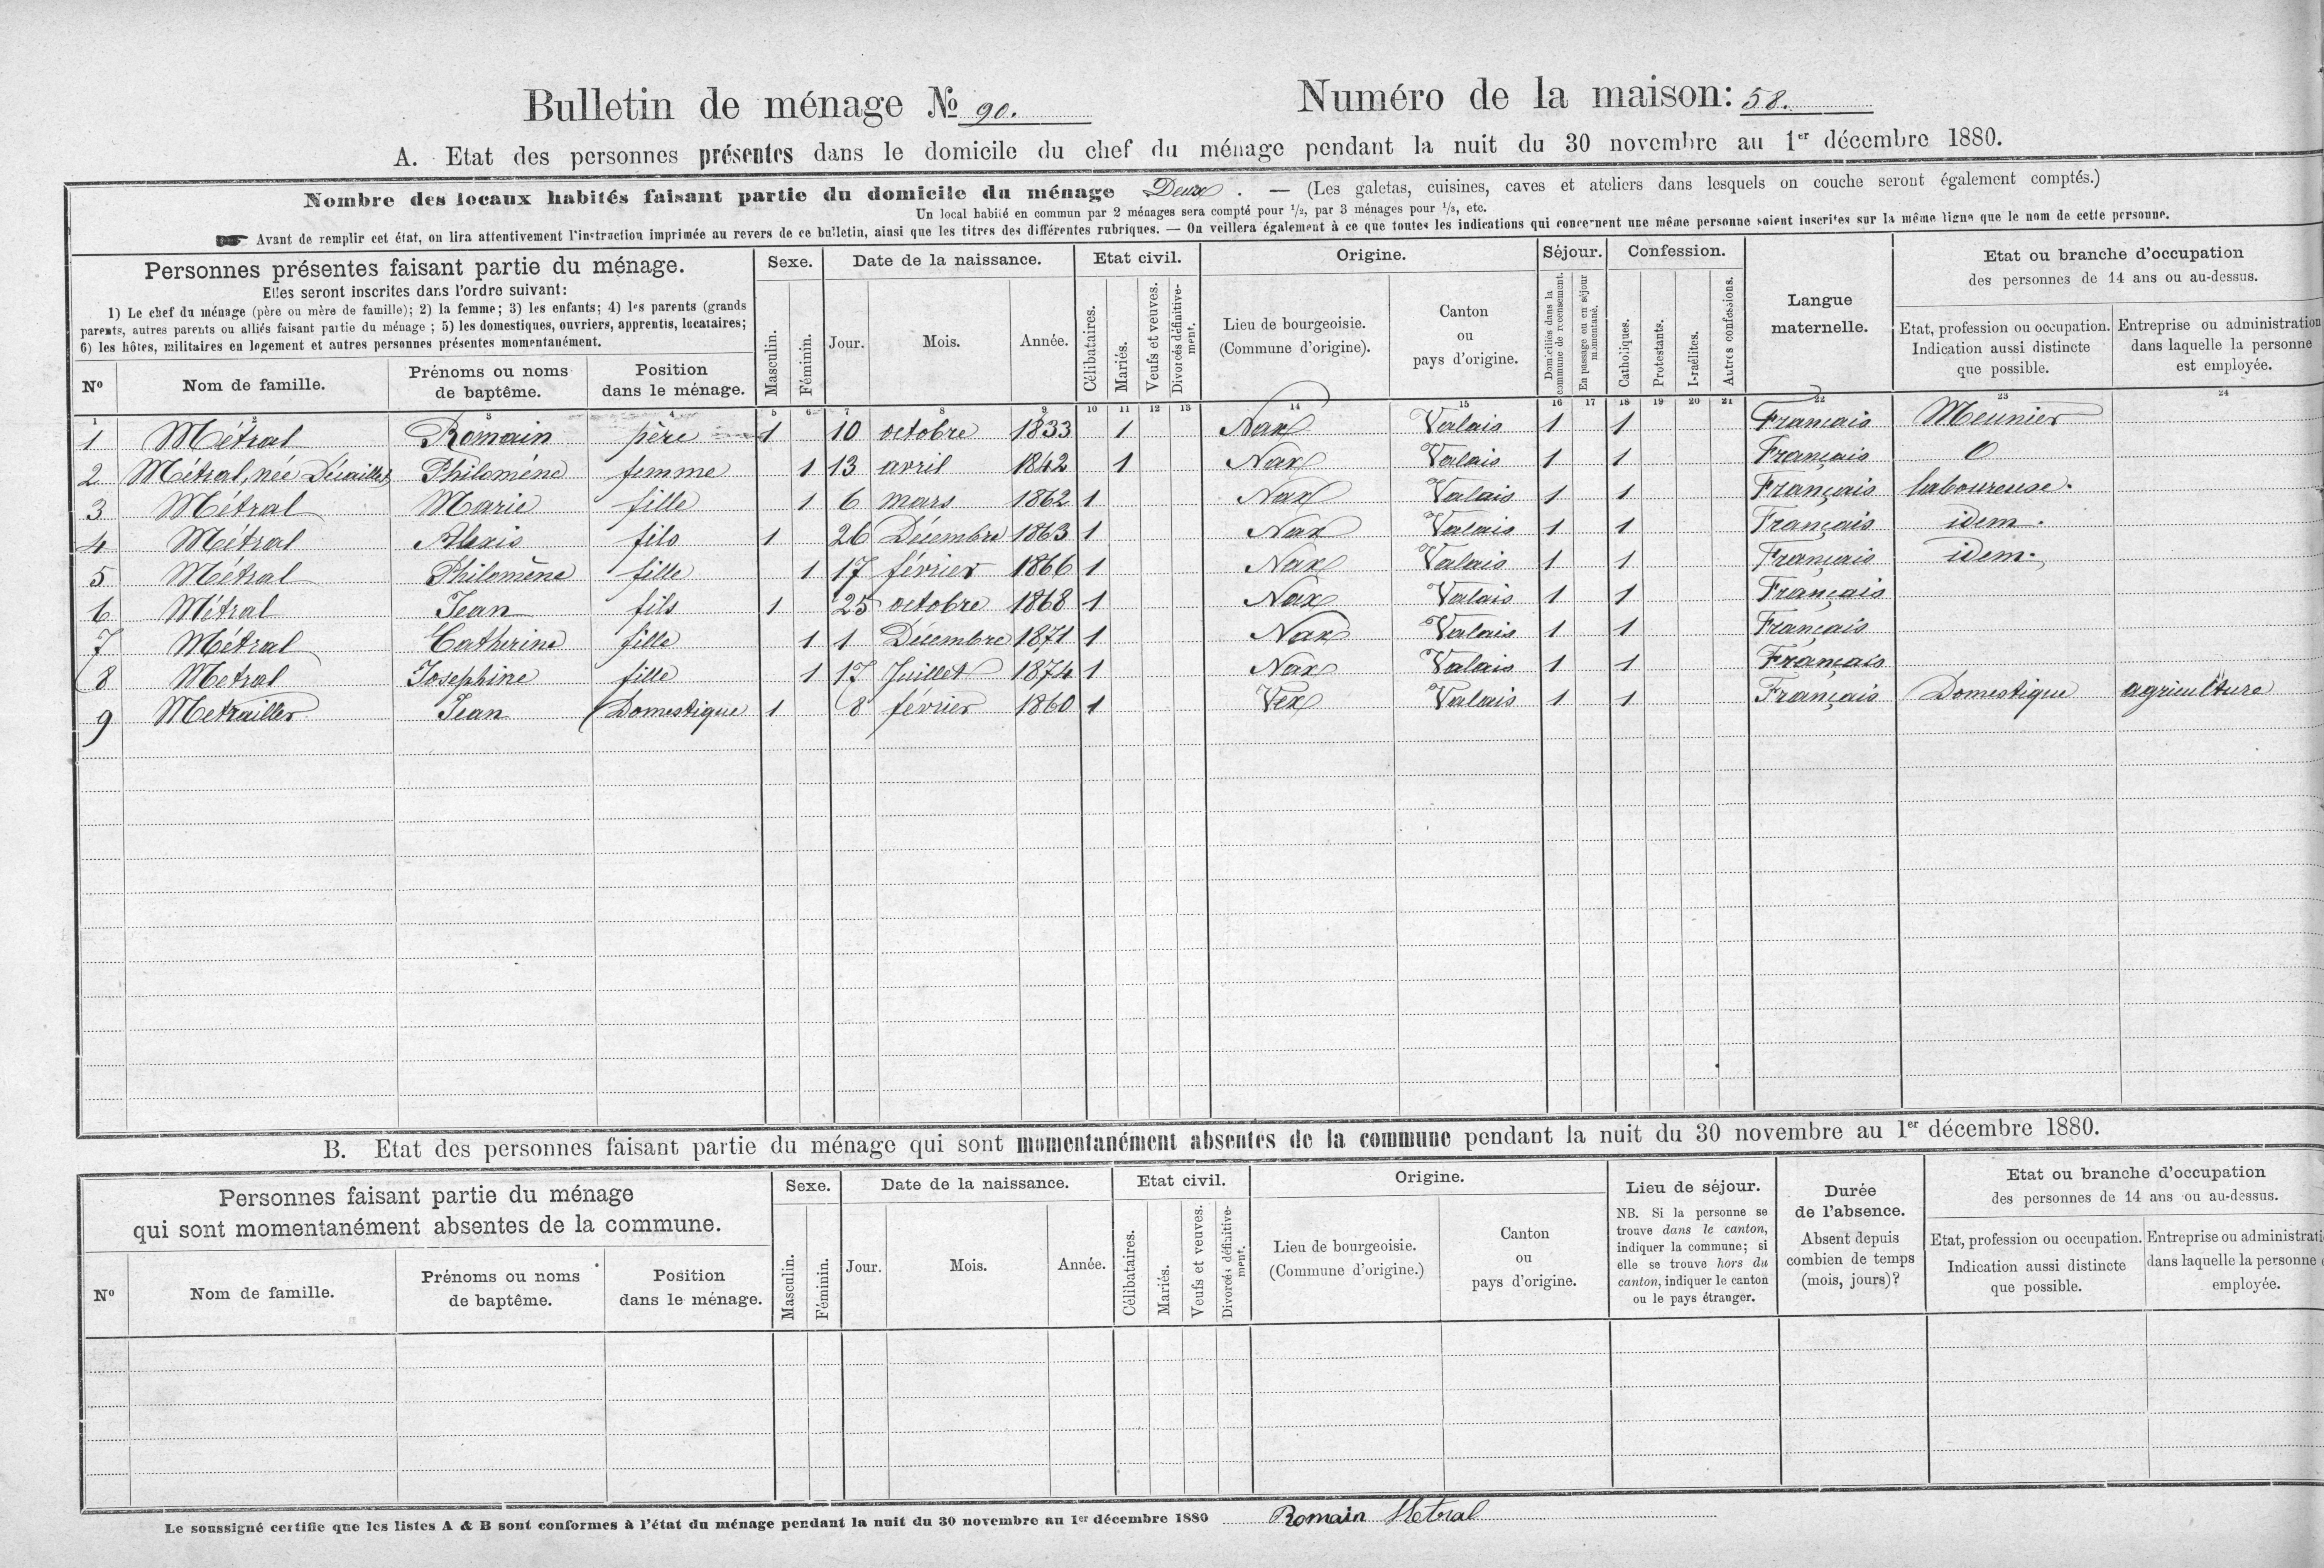 Bulletin de ménage № 90. Numéro de la maison: 58.
A. Etat des personnes présentes dans le domicile du chef du ménage pendant la nuit du 30 novembre au 1er décembre 1880.
Nombre des locaux habités faisant partie du domicile du ménage Deux. — (Les galetas, cuisines, caves et ateliers dans lesquels on couche seront également comptés.)
Un local habité en commun par 2 ménages sera compté pour 1/2, par 3 ménages pour 1/3, etc.
Avant de remplir cet état, on lira attentivement l'instruction imprimée au revers de ce bulletin, ainsi que les titres des différentes rubriques. — On veillera également à ce que toutes les indications qui concernent une même personne soient inscrites sur la même ligne que le nom de cette personne.
Personnes présentes faisant partie du ménage.
Elles seront inscrites dans l'ordre suivant:
1) Le chef du ménage (père ou mère de famille); 2) la femme; 3) les enfants; 4) les parents (grands
parents, autres parents ou alliés faisant partie du ménage; 5) les domestiques, ouvriers, apprentis, locataires;
6) les hôtes, militaires en logement et autres personnes présentes momentanément.
N° Nom de famille. Prénoms ou noms de baptême. Position dans le ménage.
Sexe. Masculin. Féminin.
Date de la naissance. Jour. Mois. Année.
Etat civil. Célibataires. Mariés. Veufs et veuves. Divorcés définitivement.
Origine. Lieu de bourgeoisie. (Commune d'origine). Canton ou pays d'origine.
Séjour. Domiciliés dans la commune de recensement. En passage ou en séjour momentané.
Confession. Catholiques. Protestants. Israélites. Autres confessions.
Langue maternelle.
Etat ou branche d'occupation des personnes de 14 ans ou au-dessus.
Etat, profession ou occupation. Indication aussi distincte que possible.
Entreprise ou administration dans laquelle la personne est employée.
1 2 3 4 5 6 7 8 9 10 11 12 13 14 15 16 17 18 19 20 21 22 23 24
1 Métral Romain père 1 10 octobre 1833 1 Nax Valais 1 1 Français Meunier
2 Métral, née Philomène femme 1 13 avril 1842 1 Nax Valais 1 1 Français 0
3 Métral Marie fille 1 6 mars 1862 1 Nax Valais 1 1 Français laboureuse.
4 Métral Alexis fils 1 26 Décembre 1863 1 Nax Valais 1 1 Français idem.
5 Métral Philomène fille 1 17 février 1866 1 Nax Valais 1 1 Français idem.
6 Métral Jean fils 1 25 octobre 1868 1 Nax Valais 1 1 Français
7 Métral Catherine fille 1 1 Décembre 1871 1 Nax Valais 1 1 Français
8 Metral Josephine fille 1 17 Juillet 1874 1 Nax Valais 1 1 Français
9 Metrailler Jean Domestique 1 8 février 1860 1 Vex Valais 1 1 Français Domestique agriculture
B. Etat des personnes faisant partie du ménage qui sont momentanément absentes de la commune pendant la nuit du 30 novembre au 1er décembre 1880.
Personnes faisant partie du ménage
qui sont momentanément absentes de la commune.
N° Nom de famille. Prénoms ou noms de baptême. Position dans le ménage.
Sexe. Masculin. Féminin.
Date de la naissance. Jour. Mois. Année.
Etat civil. Célibataires. Mariés. Veufs et veuves. Divorcés définitivement.
Origine. Lieu de bourgeoisie. (Commune d'origine.) Canton ou pays d'origine.
Lieu de séjour.
NB. Si la personne se
trouve dans le canton,
indiquer la commune; si
elle se trouve hors du
canton, indiquer le canton
ou le pays étranger.
Durée
de l'absence.
Absent depuis
combien de temps
(mois, jours)?
Etat ou branche d'occupation
des personnes de 14 ans ou au-dessus.
Etat, profession ou occupation. Indication aussi distincte que possible.
Entreprise ou administrati
dans laquelle la personne
employée.
Le soussigné certifie que les listes A & B sont conformes à l'état du ménage pendant la nuit du 30 novembre au 1er décembre 1880 Romain Metral